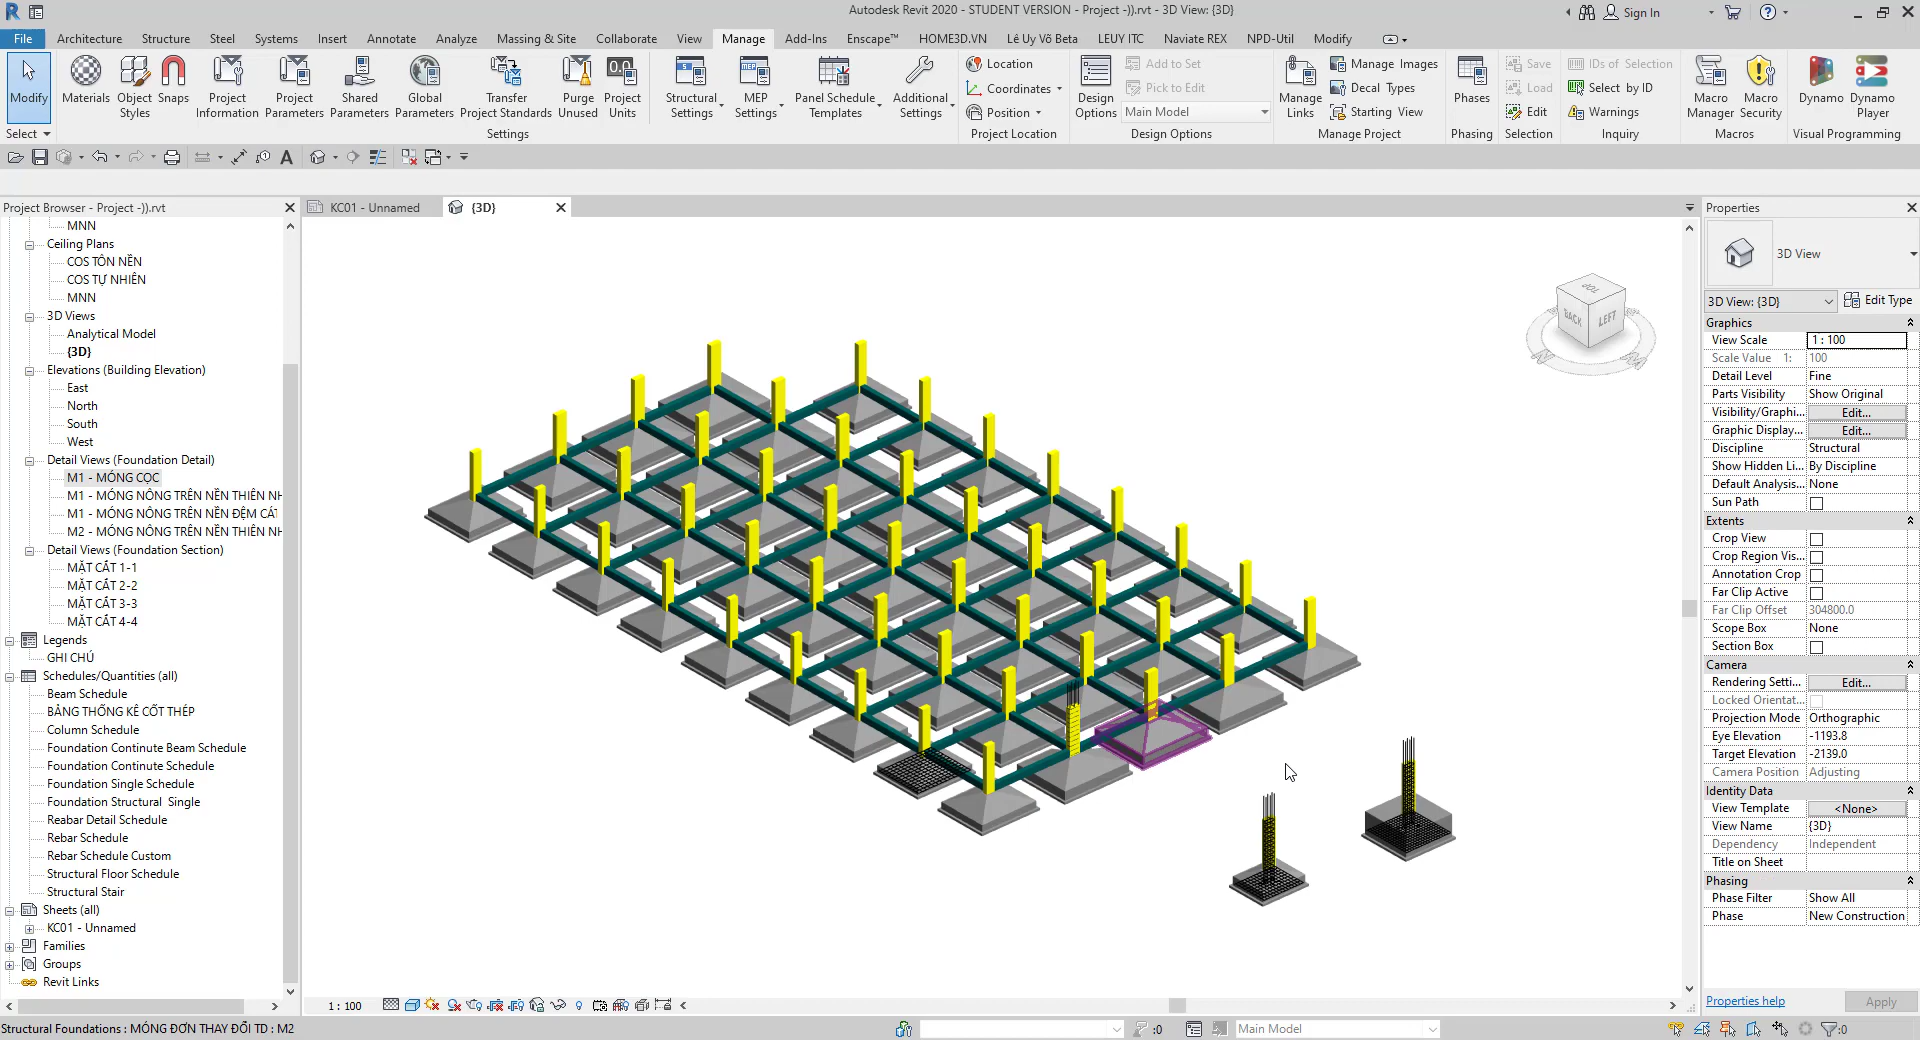 Autodesk Revit 2020 - STUDENT VERSION - Project -)).rvt - 3D View: {3D}
Sign In
File Architecture Structure Steel Systems Insert Annotate Analyze Massing & Site Collaborate View Manage Add-Ins Enscape™ HOME3D.VN Lê Uy Võ Beta LEUY ITC Naviate REX NPD-Util Modify
Modify
Materials
Object Styles
Snaps
Project Information
Project Parameters
Shared Parameters
Global Parameters
Transfer Project Standards
Purge Unused
Project Units
Structural Settings
MEP Settings
Panel Schedule Templates
Additional Settings
Location
Coordinates
Position
Design Options
Add to Set
Pick to Edit
Main Model
Manage Links
Manage Images
Decal Types
Starting View
Phases
Save
Load
Edit
IDs of Selection
Select by ID
Warnings
Macro Manager
Macro Security
Dynamo
Dynamo Player
Select
Settings
Project Location
Design Options
Manage Project
Phasing
Selection
Inquiry
Macros
Visual Programming
Project Browser - Project -)).rvt
MNN
Ceiling Plans
COS TÔN NỀN
COS TỰ NHIÊN
MNN
3D Views
Analytical Model
{3D}
Elevations (Building Elevation)
East
North
South
West
Detail Views (Foundation Detail)
M1 - MÓNG CỌC
M1 - MÓNG NÔNG TRÊN NỀN THIÊN NH
M1 - MÓNG NÔNG TRÊN NỀN ĐỆM CÁT
M2 - MÓNG NÔNG TRÊN NỀN THIÊN NH
Detail Views (Foundation Section)
MẶT CẮT 1-1
MẶT CẮT 2-2
MẶT CẮT 3-3
MẶT CẮT 4-4
Legends
GHI CHÚ
Schedules/Quantities (all)
Beam Schedule
BẢNG THỐNG KÊ CỐT THÉP
Column Schedule
Foundation Continute Beam Schedule
Foundation Continute Schedule
Foundation Single Schedule
Foundation Structural Single
Reabar Detail Schedule
Rebar Schedule
Rebar Schedule Custom
Structural Floor Schedule
Structural Stair
Sheets (all)
KC01 - Unnamed
Families
Groups
Revit Links
KC01 - Unnamed
{3D}
TOP
BACK
LEFT
1 : 100
Properties
3D View
3D View: {3D} Edit Type
Graphics
View Scale 1 : 100
Scale Value 1: 100
Detail Level Fine
Parts Visibility Show Original
Visibility/Graphi... Edit...
Graphic Display... Edit...
Discipline Structural
Show Hidden Li... By Discipline
Default Analysis... None
Sun Path
Extents
Crop View
Crop Region Vis...
Annotation Crop
Far Clip Active
Far Clip Offset 304800.0
Scope Box None
Section Box
Camera
Rendering Setti... Edit...
Locked Orientat...
Projection Mode Orthographic
Eye Elevation -1193.8
Target Elevation -2139.0
Camera Position Adjusting
Identity Data
View Template <None>
View Name {3D}
Dependency Independent
Title on Sheet
Phasing
Phase Filter Show All
Phase New Construction
Properties help
Apply
Structural Foundations : MÓNG ĐƠN THAY ĐỔI TD : M2
:0
Main Model
:0